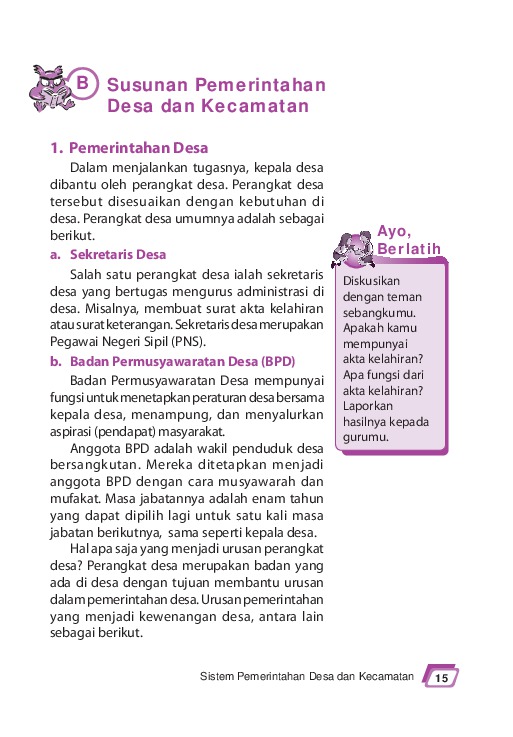 B
Susunan Pemerintahan
Desa dan Kecamatan
1. Pemerintahan Desa
Dalam menjalankan tugasnya, kepala desa
dibantu oleh perangkat desa. Perangkat desa
tersebut disesuaikan dengan kebutuhan di
desa. Perangkat desa umumnya adalah sebagai
berikut.
a. Sekretaris Desa
Salah satu perangkat desa ialah sekretaris
desa yang bertugas mengurus administrasi di
desa. Misalnya, membuat surat akta kelahiran
atau surat keterangan. Sekretaris desa merupakan
Pegawai Negeri Sipil (PNS).
b. Badan Permusyawaratan Desa (BPD)
Badan Permusyawaratan Desa mempunyai
fungsi untuk menetapkan peraturan desa bersama
kepala desa, menampung, dan menyalurkan
aspirasi (pendapat) masyarakat.
Anggota BPD adalah wakil penduduk desa
bersangkutan. Mereka ditetapkan menjadi
anggota BPD dengan cara musyawarah dan
mufakat. Masa jabatannya adalah enam tahun
yang dapat dipilih lagi untuk satu kali masa
jabatan berikutnya, sama seperti kepala desa.
Hal apa saja yang menjadi urusan perangkat
desa? Perangkat desa merupakan badan yang
ada di desa dengan tujuan membantu urusan
dalam pemerintahan desa. Urusan pemerintahan
yang menjadi kewenangan desa, antara lain
sebagai berikut.
Ayo,
Berlatih
Diskusikan
dengan teman
sebangkumu.
Apakah kamu
mempunyai
akta kelahiran?
Apa fungsi dari
akta kelahiran?
Laporkan
hasilnya kepada
gurumu.
Sistem Pemerintahan Desa dan Kecamatan 15